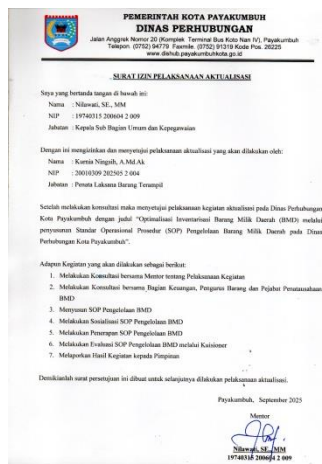 PEMERINTAH KOTA PAYAKUMBUH
DINAS PERHUBUNGAN
Jalan Anggrek Nomor 20 (Komplek Terminal Bus Koto Nan IV), Payakumbuh
Telepon. (0752) 94779 Faxmile. (0752) 91319 Kode Pos. 26225
www.dishub.payakumbuhkota.go.id
SURAT IZIN PELAKSANAAN AKTUALISASI
Saya yang bertanda tangan di bawah ini:
Nama : Nilawati, SE., MM
NIP : 19740315 200604 2 009
Jabatan : Kepala Sub Bagian Umum dan Kepegawaian
Dengan ini mengizinkan dan menyetujui pelaksanaan aktualisasi yang akan dilakukan oleh:
Nama : Kurnia Ningsih, A.Md.Ak
NIP : 20010309 202505 2 004
Jabatan : Penata Laksana Barang Terampil
Setelah melakukan konsultasi maka menyetujui pelaksanaan kegiatan aktualisasi pada Dinas Perhubungan
Kota Payakumbuh dengan judul "Optimalisasi Inventarisasi Barang Milik Daerah (BMD) melalui
penyusunan Standar Operasional Prosedur (SOP) Pengelolaan Barang Milik Daerah pada Dinas
Perhubungan Kota Payakumbuh".
Adapun Kegiatan yang akan dilakukan sebagai berikut:
1. Melakukan Konsultasi bersama Mentor tentang Pelaksanaan Kegiatan
2. Melakukan Konsultasi bersama Bagian Keuangan, Pengurus Barang dan Pejabat Penatausahaan
BMD
3. Menyusun SOP Pengelolaan BMD
4. Melakukan Sosialisasi SOP Pengelolaan BMD
5. Melakukan Penerapan SOP Pengelolaan BMD
6. Melakukan Evaluasi SOP Pengelolaan BMD melalui Kuisioner
7. Melaporkan Hasil Kegiatan kepada Pimpinan
Demikianlah surat persetujuan ini dibuat untuk selanjutnya dilakukan pelaksanaan aktualisasi.
Payakumbuh, September 2025
Mentor
Nilawati, SE., MM
19740315 200604 2 009